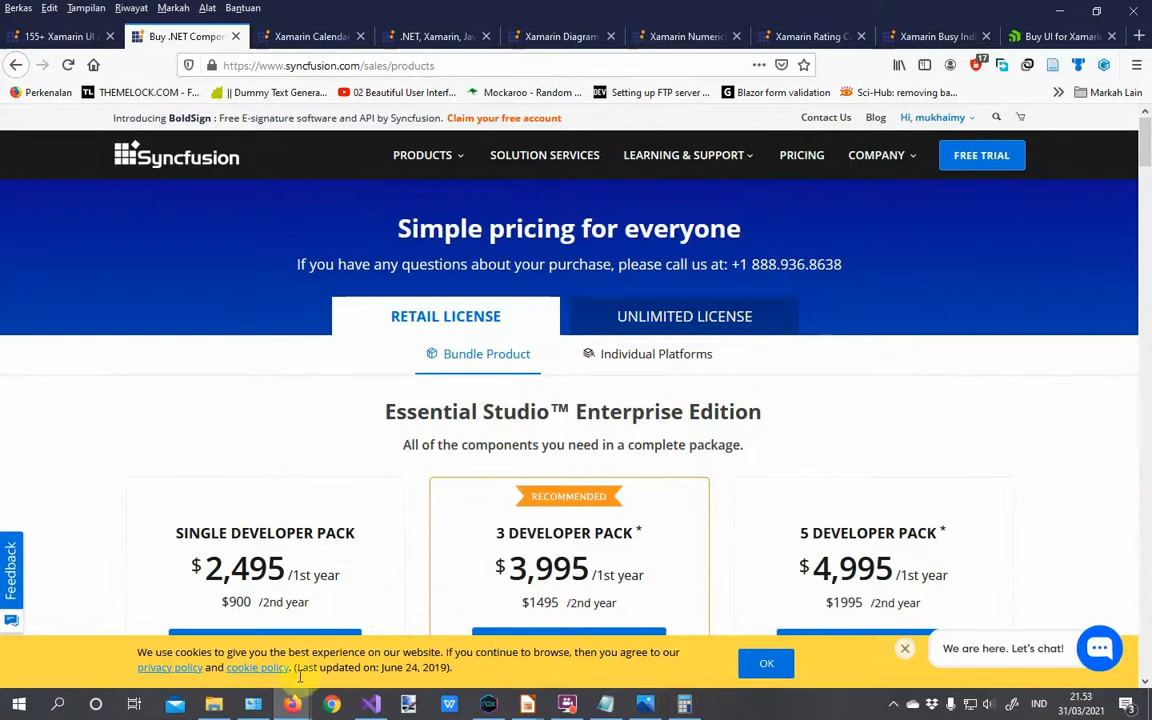 Berkas Edit Tampilan Riwayat Markah Alat Bantuan
155+ Xamarin UI c Buy .NET Compor Xamarin Calenda .NET, Xamarin, Jav Xamarin Diagram Xamarin Numeric Xamarin Rating C Xamarin Busy Indi Buy UI for Xamarin
https://www.syncfusion.com/sales/products 17
Perkenalan THEMELOCK.COM - F... || Dummy Text Genera... 02 Beautiful User Interf... Mockaroo - Random ... Setting up FTP server ... Blazor form validation Sci-Hub: removing ba... Markah Lain
Introducing BoldSign : Free E-signature software and API by Syncfusion. Claim your free account Contact Us Blog Hi, mukhaimy
Syncfusion PRODUCTS SOLUTION SERVICES LEARNING & SUPPORT PRICING COMPANY FREE TRIAL
Simple pricing for everyone
If you have any questions about your purchase, please call us at: +1 888.936.8638
RETAIL LICENSE UNLIMITED LICENSE
Bundle Product Individual Platforms
Essential Studio™ Enterprise Edition
All of the components you need in a complete package.
RECOMMENDED
SINGLE DEVELOPER PACK 3 DEVELOPER PACK * 5 DEVELOPER PACK *
$2,495 /1st year $3,995 /1st year $4,995 /1st year
$900 /2nd year $1495 /2nd year $1995 /2nd year
Feedback
We use cookies to give you the best experience on our website. If you continue to browse, then you agree to our
privacy policy and cookie policy. (Last updated on: June 24, 2019).
OK
We are here. Let's chat!
IND
21.53
31/03/2021
3